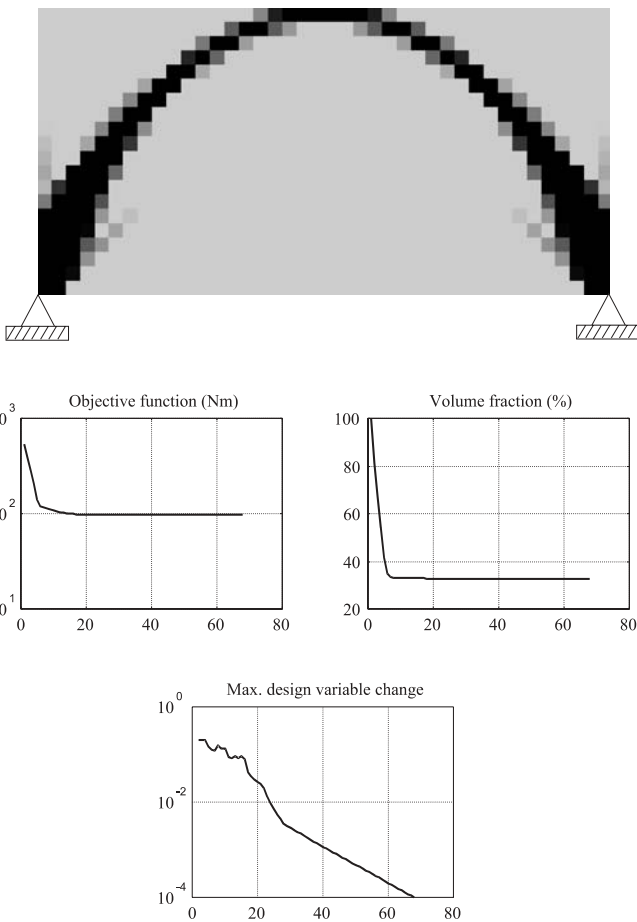 Objective function (Nm) Volume fraction (%)
10^3 100
80
10^2 60
40
10^1 20
0 20 40 60 80 0 20 40 60 80
Max. design variable change
10^0
10^-2
10^-4
0 20 40 60 80